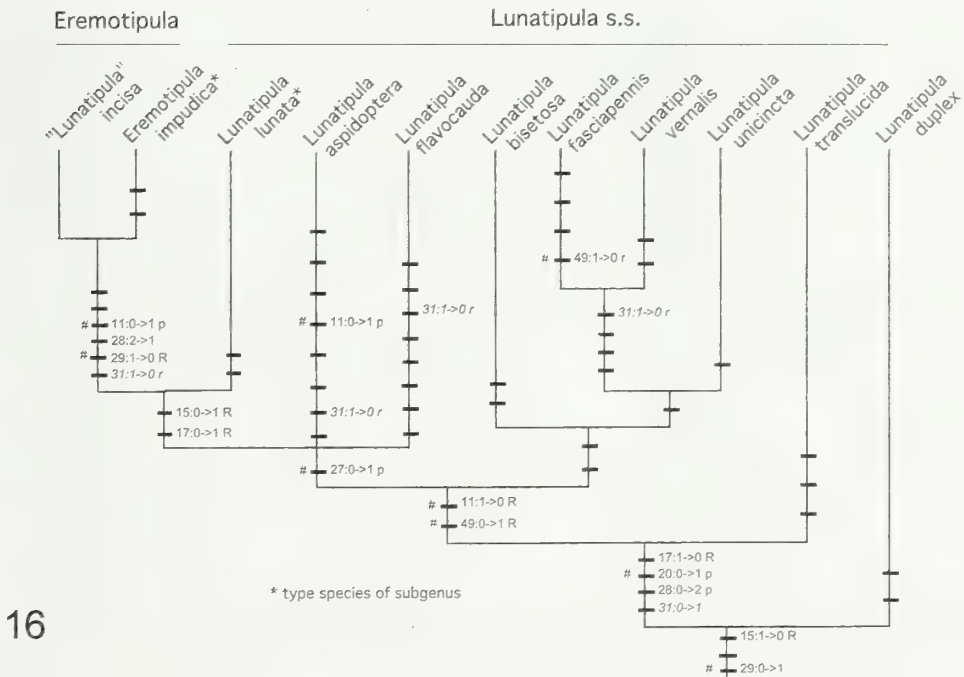 Eremotipula
Lunatipula s.s.
"Lunatipula"
incisa
Eremotipula
impudica*
Lunatipula
lunata*
Lunatipula
aspidoptera
Lunatipula
flavocauda
Lunatipula
bisetosa
Lunatipula
fasciapennis
Lunatipula
vernalis
Lunatipula
unicincta
Lunatipula
translucida
Lunatipula
duplex
# 49:1->0 r
31:1->0 r
31:1->0 r
# 11:0->1 p
28:2->1
# 29:1->0 R
31:1->0 r
# 11:0->1 p
31:1->0 r
15:0->1 R
17:0->1 R
# 27:0->1 p
# 11:1->0 R
# 49:0->1 R
17:1->0 R
# 20:0->1 p
28:0->2 p
31:0->1
* type species of subgenus
16
15:1->0 R
# 29:0->1